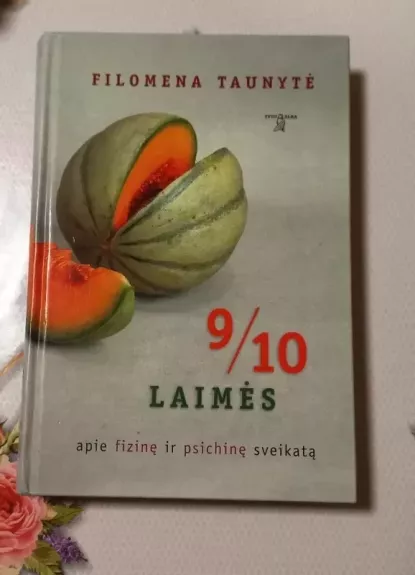 FILOMENA TAUNYTĖ
9/10
LAIMĖS
apie fizinę ir psichinę sveikatą